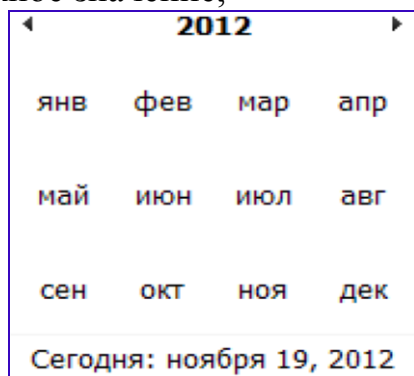 2012
янв фев мар апр
май июн июл авг
сен окт ноя дек
Сегодня: ноября 19, 2012